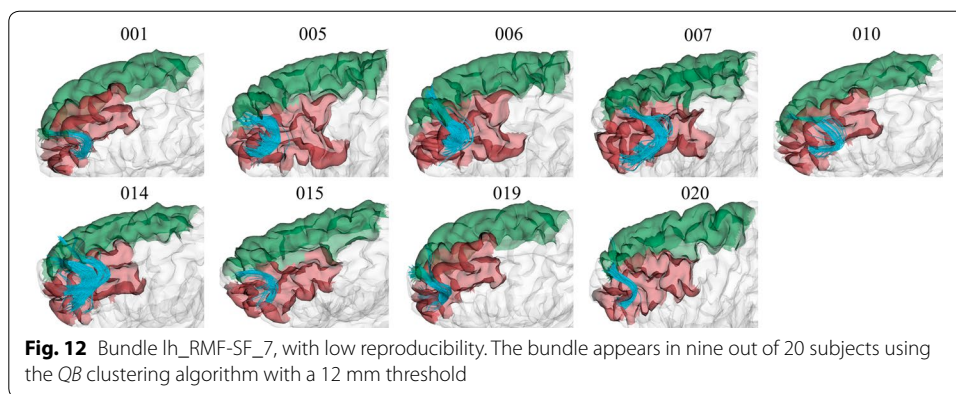 001 005 006 007 010
014 015 019 020
Fig. 12 Bundle lh_RMF-SF_7, with low reproducibility. The bundle appears in nine out of 20 subjects using
the QB clustering algorithm with a 12 mm threshold